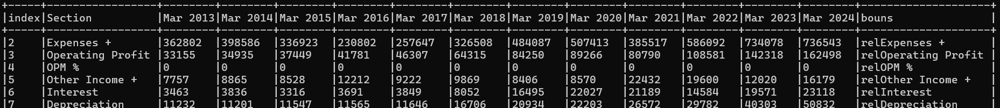 +-----+-----------------+--------+--------+--------+--------+--------+--------+--------+--------+--------+--------+--------+--------+--------------------+
|index|Section          |Mar 2013|Mar 2014|Mar 2015|Mar 2016|Mar 2017|Mar 2018|Mar 2019|Mar 2020|Mar 2021|Mar 2022|Mar 2023|Mar 2024|bouns               |
+-----+-----------------+--------+--------+--------+--------+--------+--------+--------+--------+--------+--------+--------+--------+--------------------+
|2    |Expenses +       |362802  |398586  |336923  |230802  |257647  |326508  |484087  |507413  |385517  |586092  |734078  |736543  |relExpenses +       |
|3    |Operating Profit |33155   |34935   |37449   |41781   |46307   |64315   |84250   |89266   |80790   |108581  |142318  |162498  |relOperating Profit |
|4    |OPM %            |0       |0       |0       |0       |0       |0       |0       |0       |0       |0       |0       |0       |relOPM %            |
|5    |Other Income +   |7757    |8865    |8528    |12212   |9222    |9869    |8406    |8570    |22432   |19600   |12020   |16179   |relOther Income +   |
|6    |Interest         |3463    |3836    |3316    |3691    |3849    |8052    |16495   |22027   |21189   |14584   |19571   |23118   |relInterest         |
|7    |Depreciation     |11232   |11201   |11547   |11565   |11646   |16706   |20934   |22203   |26572   |29782   |40303   |50832   |relDepreciation     |